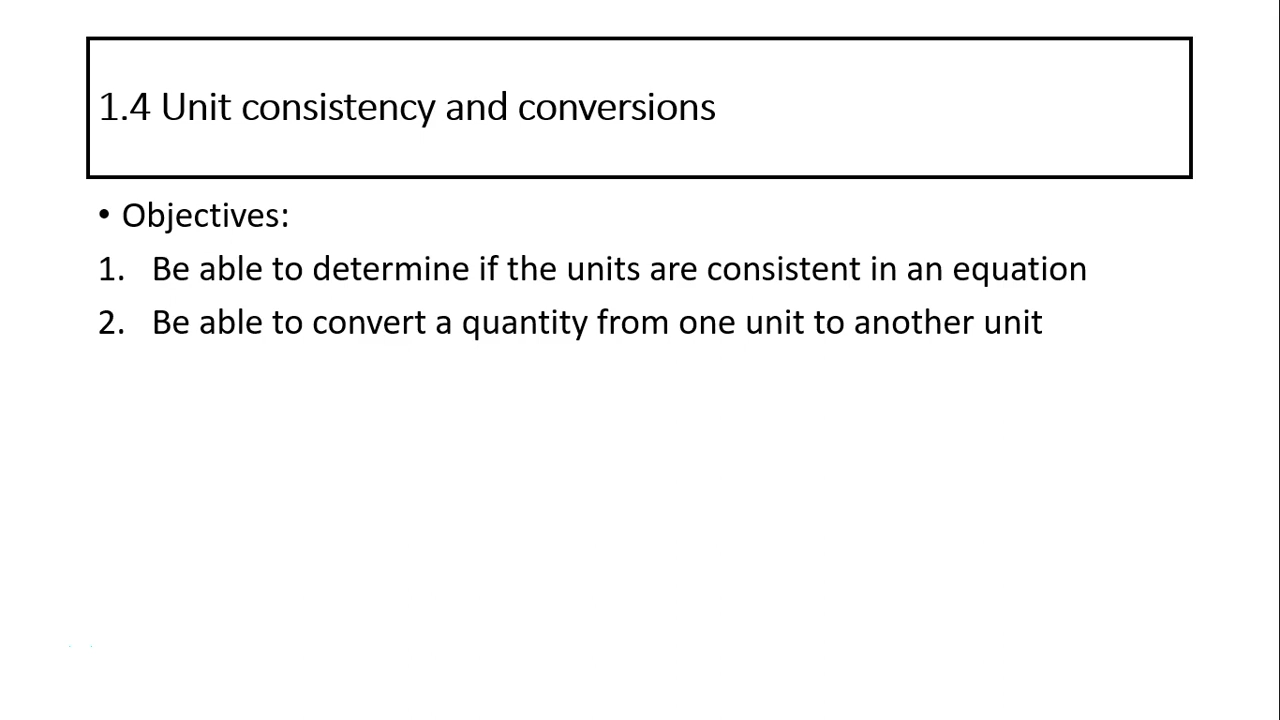 1.4 Unit consistency and conversions
• Objectives:
1. Be able to determine if the units are consistent in an equation
2. Be able to convert a quantity from one unit to another unit